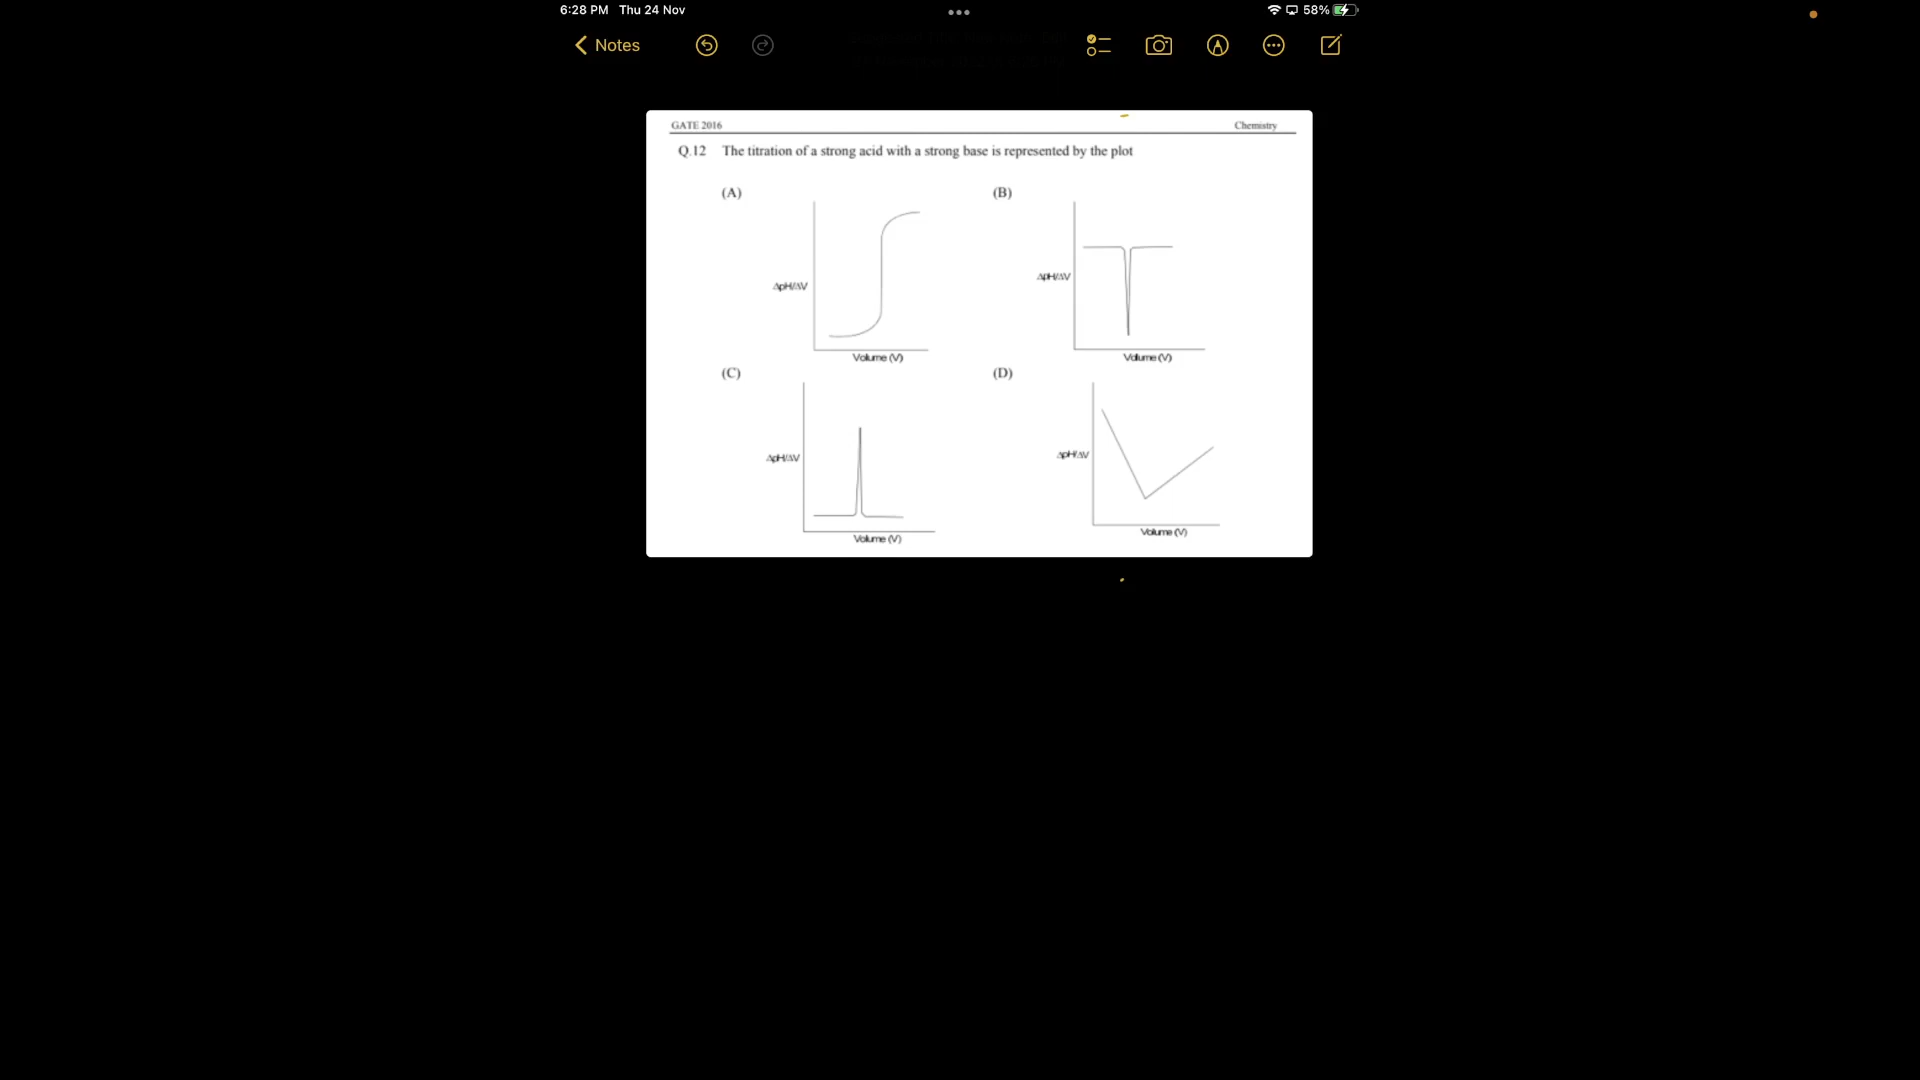 6:28 PM Thu 24 Nov
58%
Notes
GATE 2016
Chemistry
Q.12 The titration of a strong acid with a strong base is represented by the plot
(A)
(B)
ΔpH/ΔV
ΔpH/ΔV
Volume (V)
Volume (V)
(C)
(D)
ΔpH/ΔV
ΔpH/ΔV
Volume (V)
Volume (V)